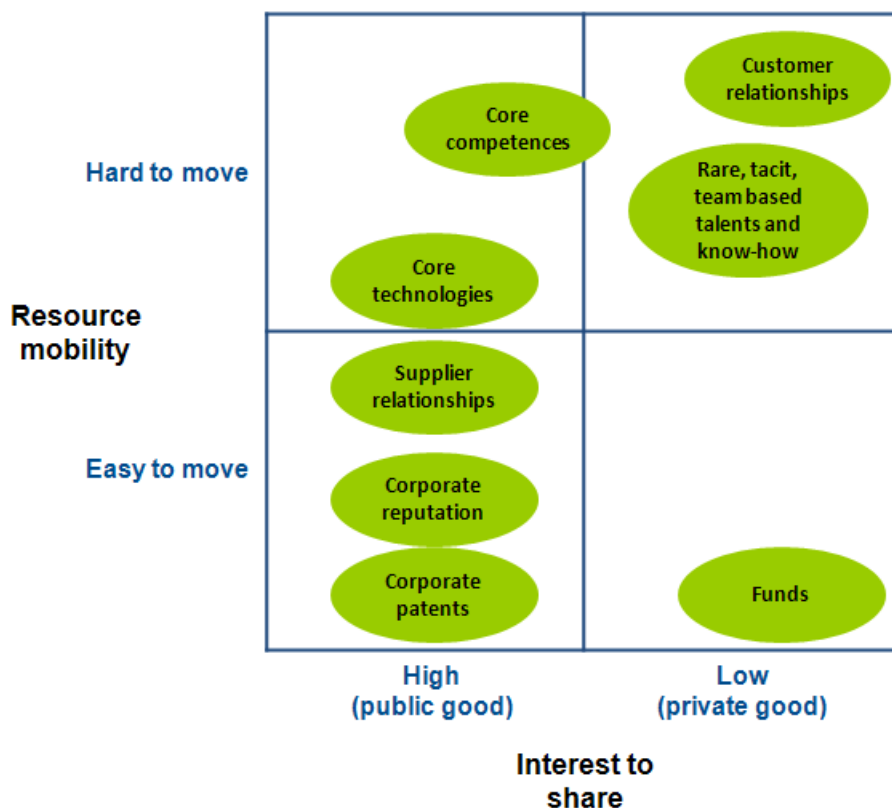 Customer
relationships
Core
competences
Hard to move
Rare, tacit,
team based
talents and
know-how
Core
technologies
Resource
mobility
Supplier
relationships
Easy to move
Corporate
reputation
Corporate
patents
Funds
High
(public good)
Low
(private good)
Interest to
share